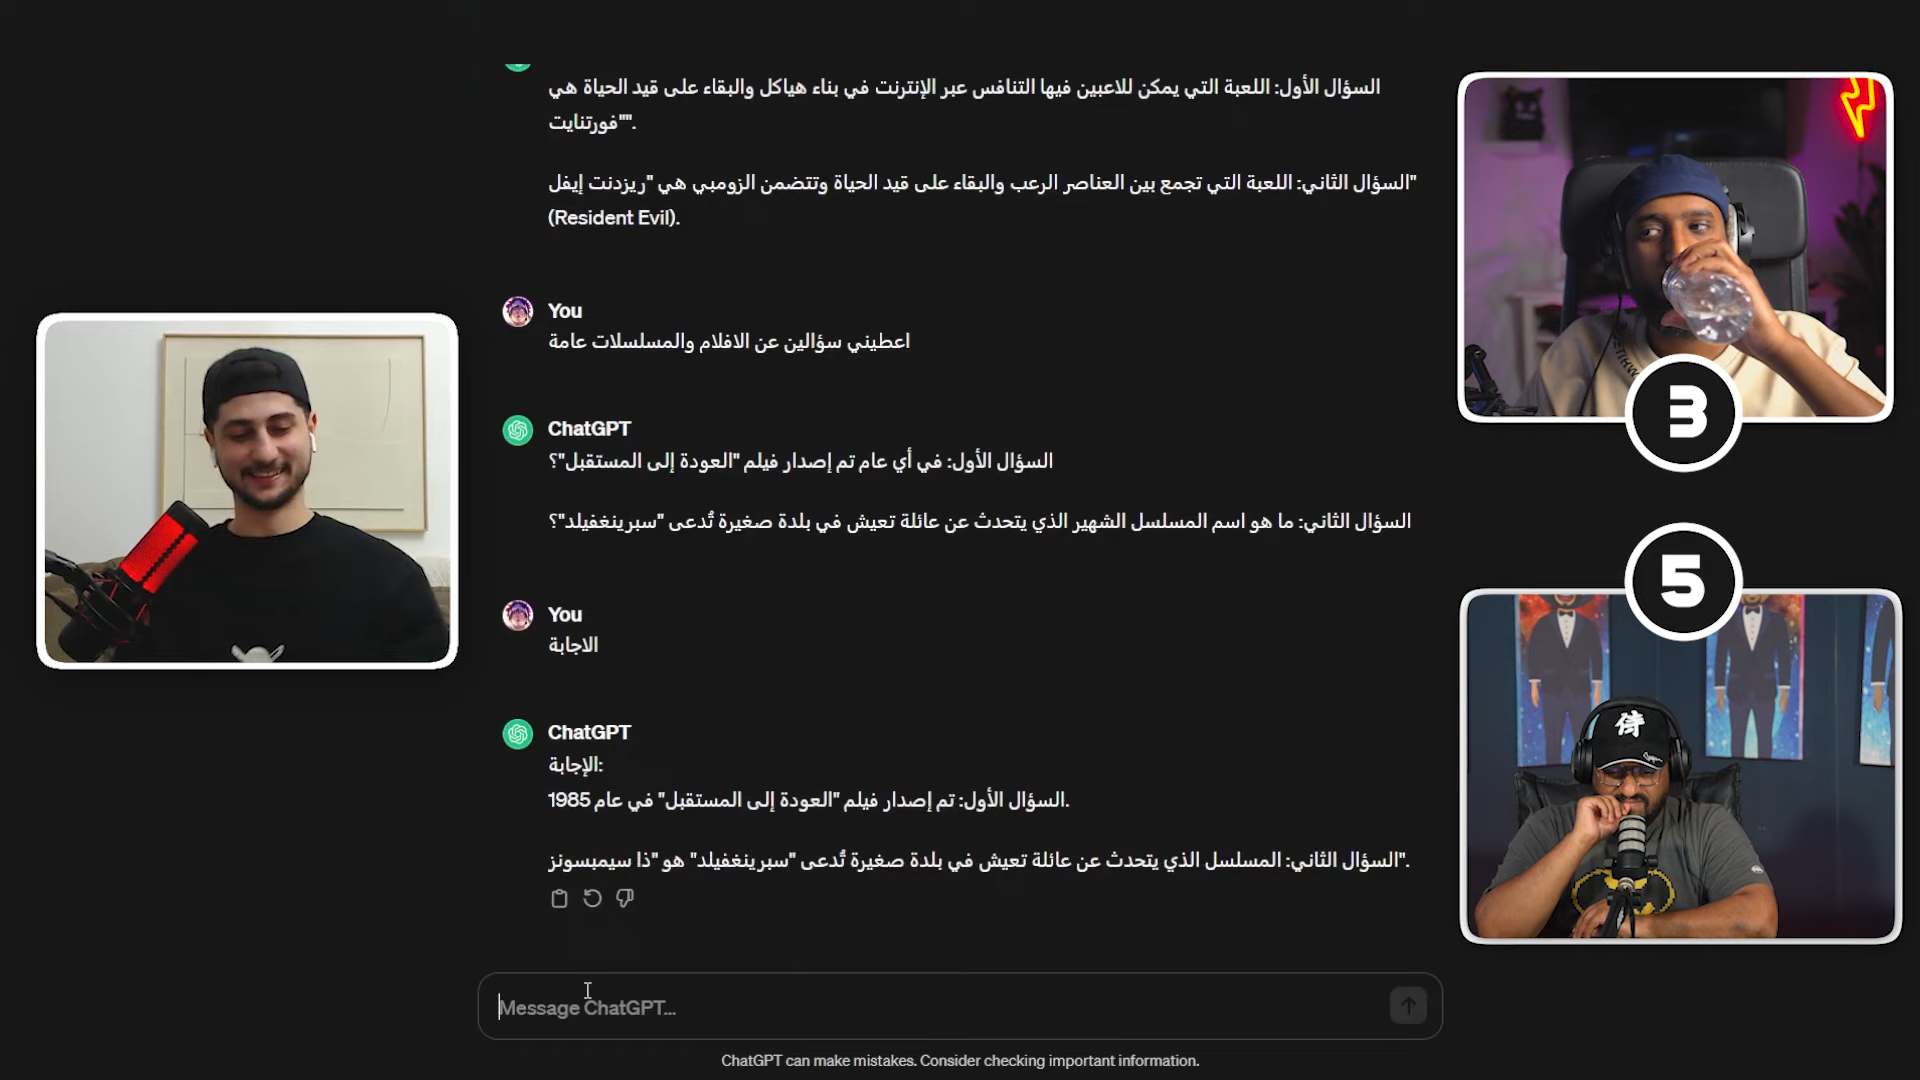 السؤال الأول: اللعبة التي يمكن للاعبين فيها التنافس عبر الإنترنت في بناء هياكل والبقاء على قيد الحياة هي
"فورتنايت".
"السؤال الثاني: اللعبة التي تجمع بين العناصر الرعب والبقاء على قيد الحياة وتتضمن الزومبي هي "ريزدنت إيفل
(Resident Evil).
You
اعطيني سؤالين عن الافلام والمسلسلات عامة
ChatGPT
السؤال الأول: في أي عام تم إصدار فيلم "العودة إلى المستقبل"؟
السؤال الثاني: ما هو اسم المسلسل الشهير الذي يتحدث عن عائلة تعيش في بلدة صغيرة تُدعى "سبرينغفيلد"؟
You
الاجابة
ChatGPT
الإجابة:
السؤال الأول: تم إصدار فيلم "العودة إلى المستقبل" في عام 1985.
السؤال الثاني: المسلسل الذي يتحدث عن عائلة تعيش في بلدة صغيرة تُدعى "سبرينغفيلد" هو "ذا سيمبسونز".
Message ChatGPT...
ChatGPT can make mistakes. Consider checking important information.
3
5
侍